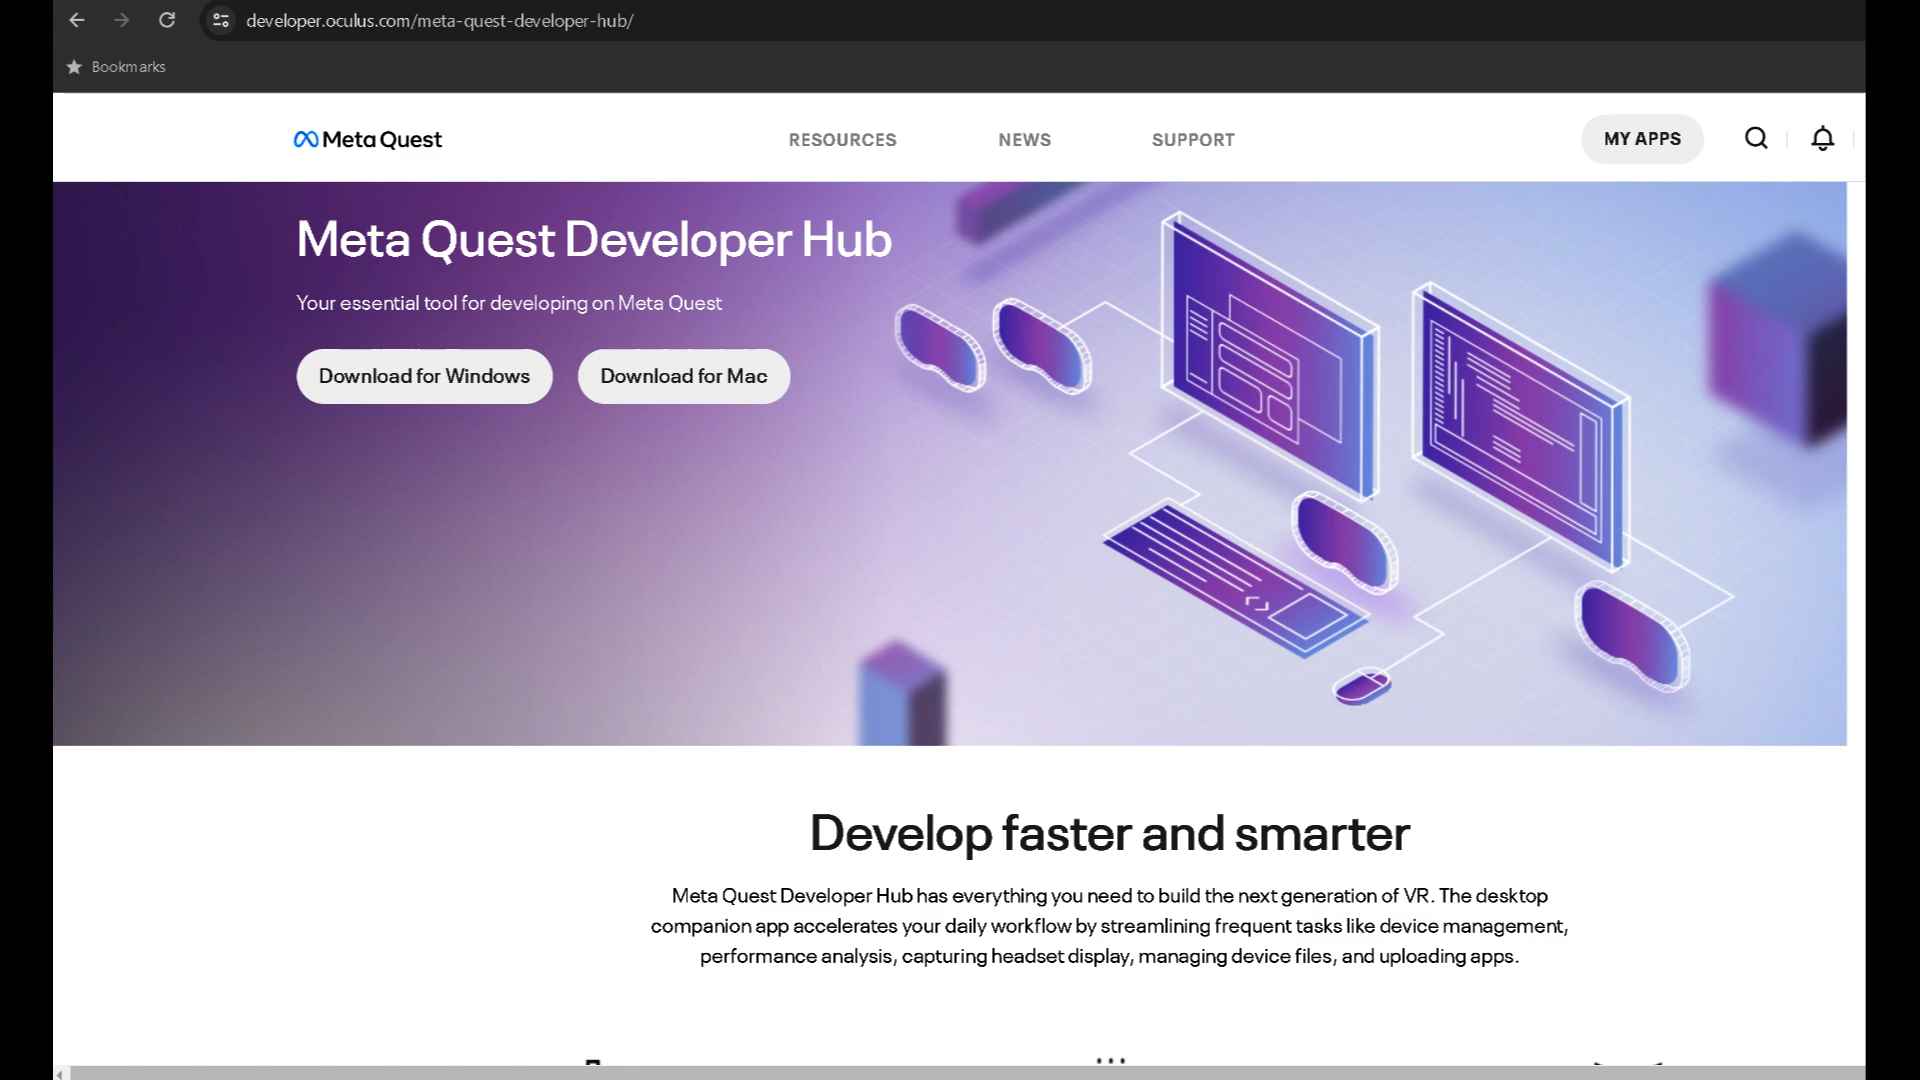 developer.oculus.com/meta-quest-developer-hub/
Bookmarks
Meta Quest
RESOURCES
NEWS
SUPPORT
MY APPS
Meta Quest Developer Hub
Your essential tool for developing on Meta Quest
Download for Windows
Download for Mac
Develop faster and smarter
Meta Quest Developer Hub has everything you need to build the next generation of VR. The desktop
companion app accelerates your daily workflow by streamlining frequent tasks like device management,
performance analysis, capturing headset display, managing device files, and uploading apps.